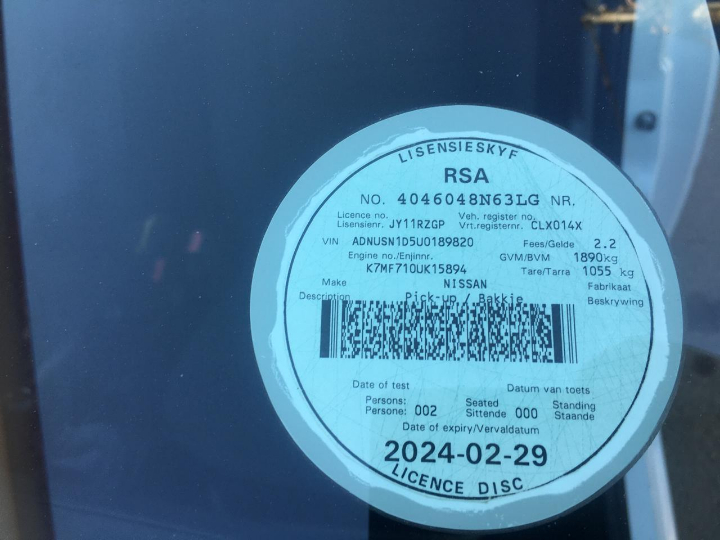 LISENSIESKYF
RSA
NO. 4046048N63LG NR.
Licence no. Veh. register no.
Lisensienr. JY11RZGP Vrt.registernr. CLX014X
VIN ADNUSN1D5U0189820 Fees/Gelde 2.2
Engine no./Enjinnr. GVM/BVM 1890kg
K7MF710UK15894 Tare/Tarra 1055 kg
Make NISSAN Fabrikaat
Description Pick-up / Bakkie Beskrywing
Date of test Datum van toets
Persons: Seated Standing
Persone: 002 Sittende 000 Staande
Date of expiry/Vervaldatum
2024-02-29
LICENCE DISC